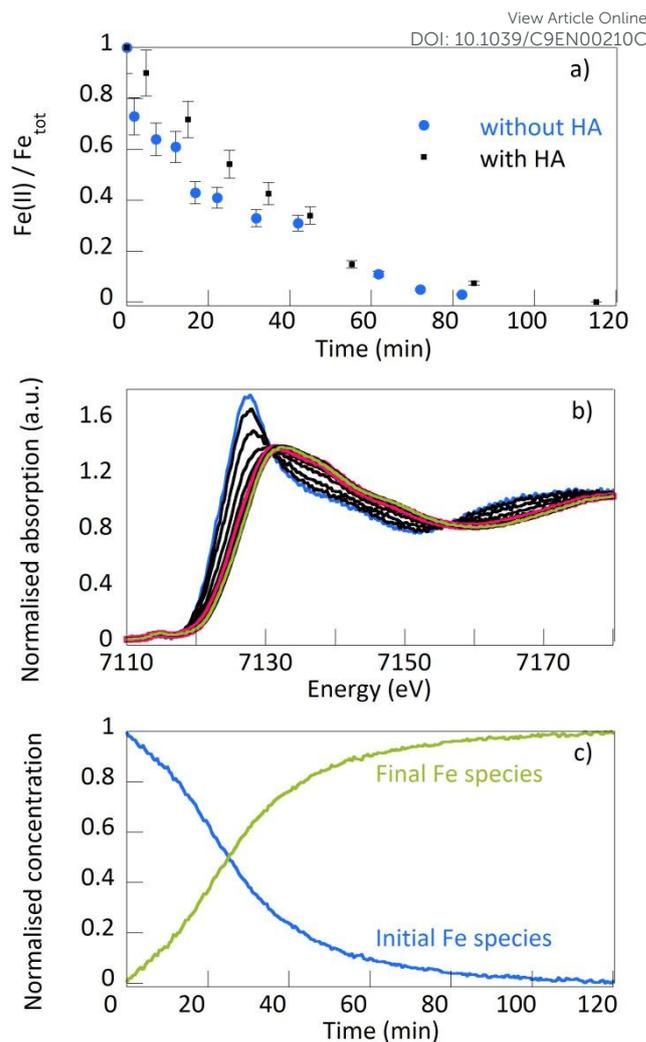 View Article Online
DOI: 10.1039/C9EN00210C
a)
1
0.8
0.6
0.4
0.2
0
Fe(II) / Fe_tot
without HA
with HA
0 20 40 60 80 100 120
Time (min)
b)
1.6
1.2
0.8
0.4
0
Normalised absorption (a.u.)
7110 7130 7150 7170
Energy (eV)
c)
1
0.8
0.6
0.4
0.2
0
Normalised concentration
Final Fe species
Initial Fe species
0 20 40 60 80 100 120
Time (min)